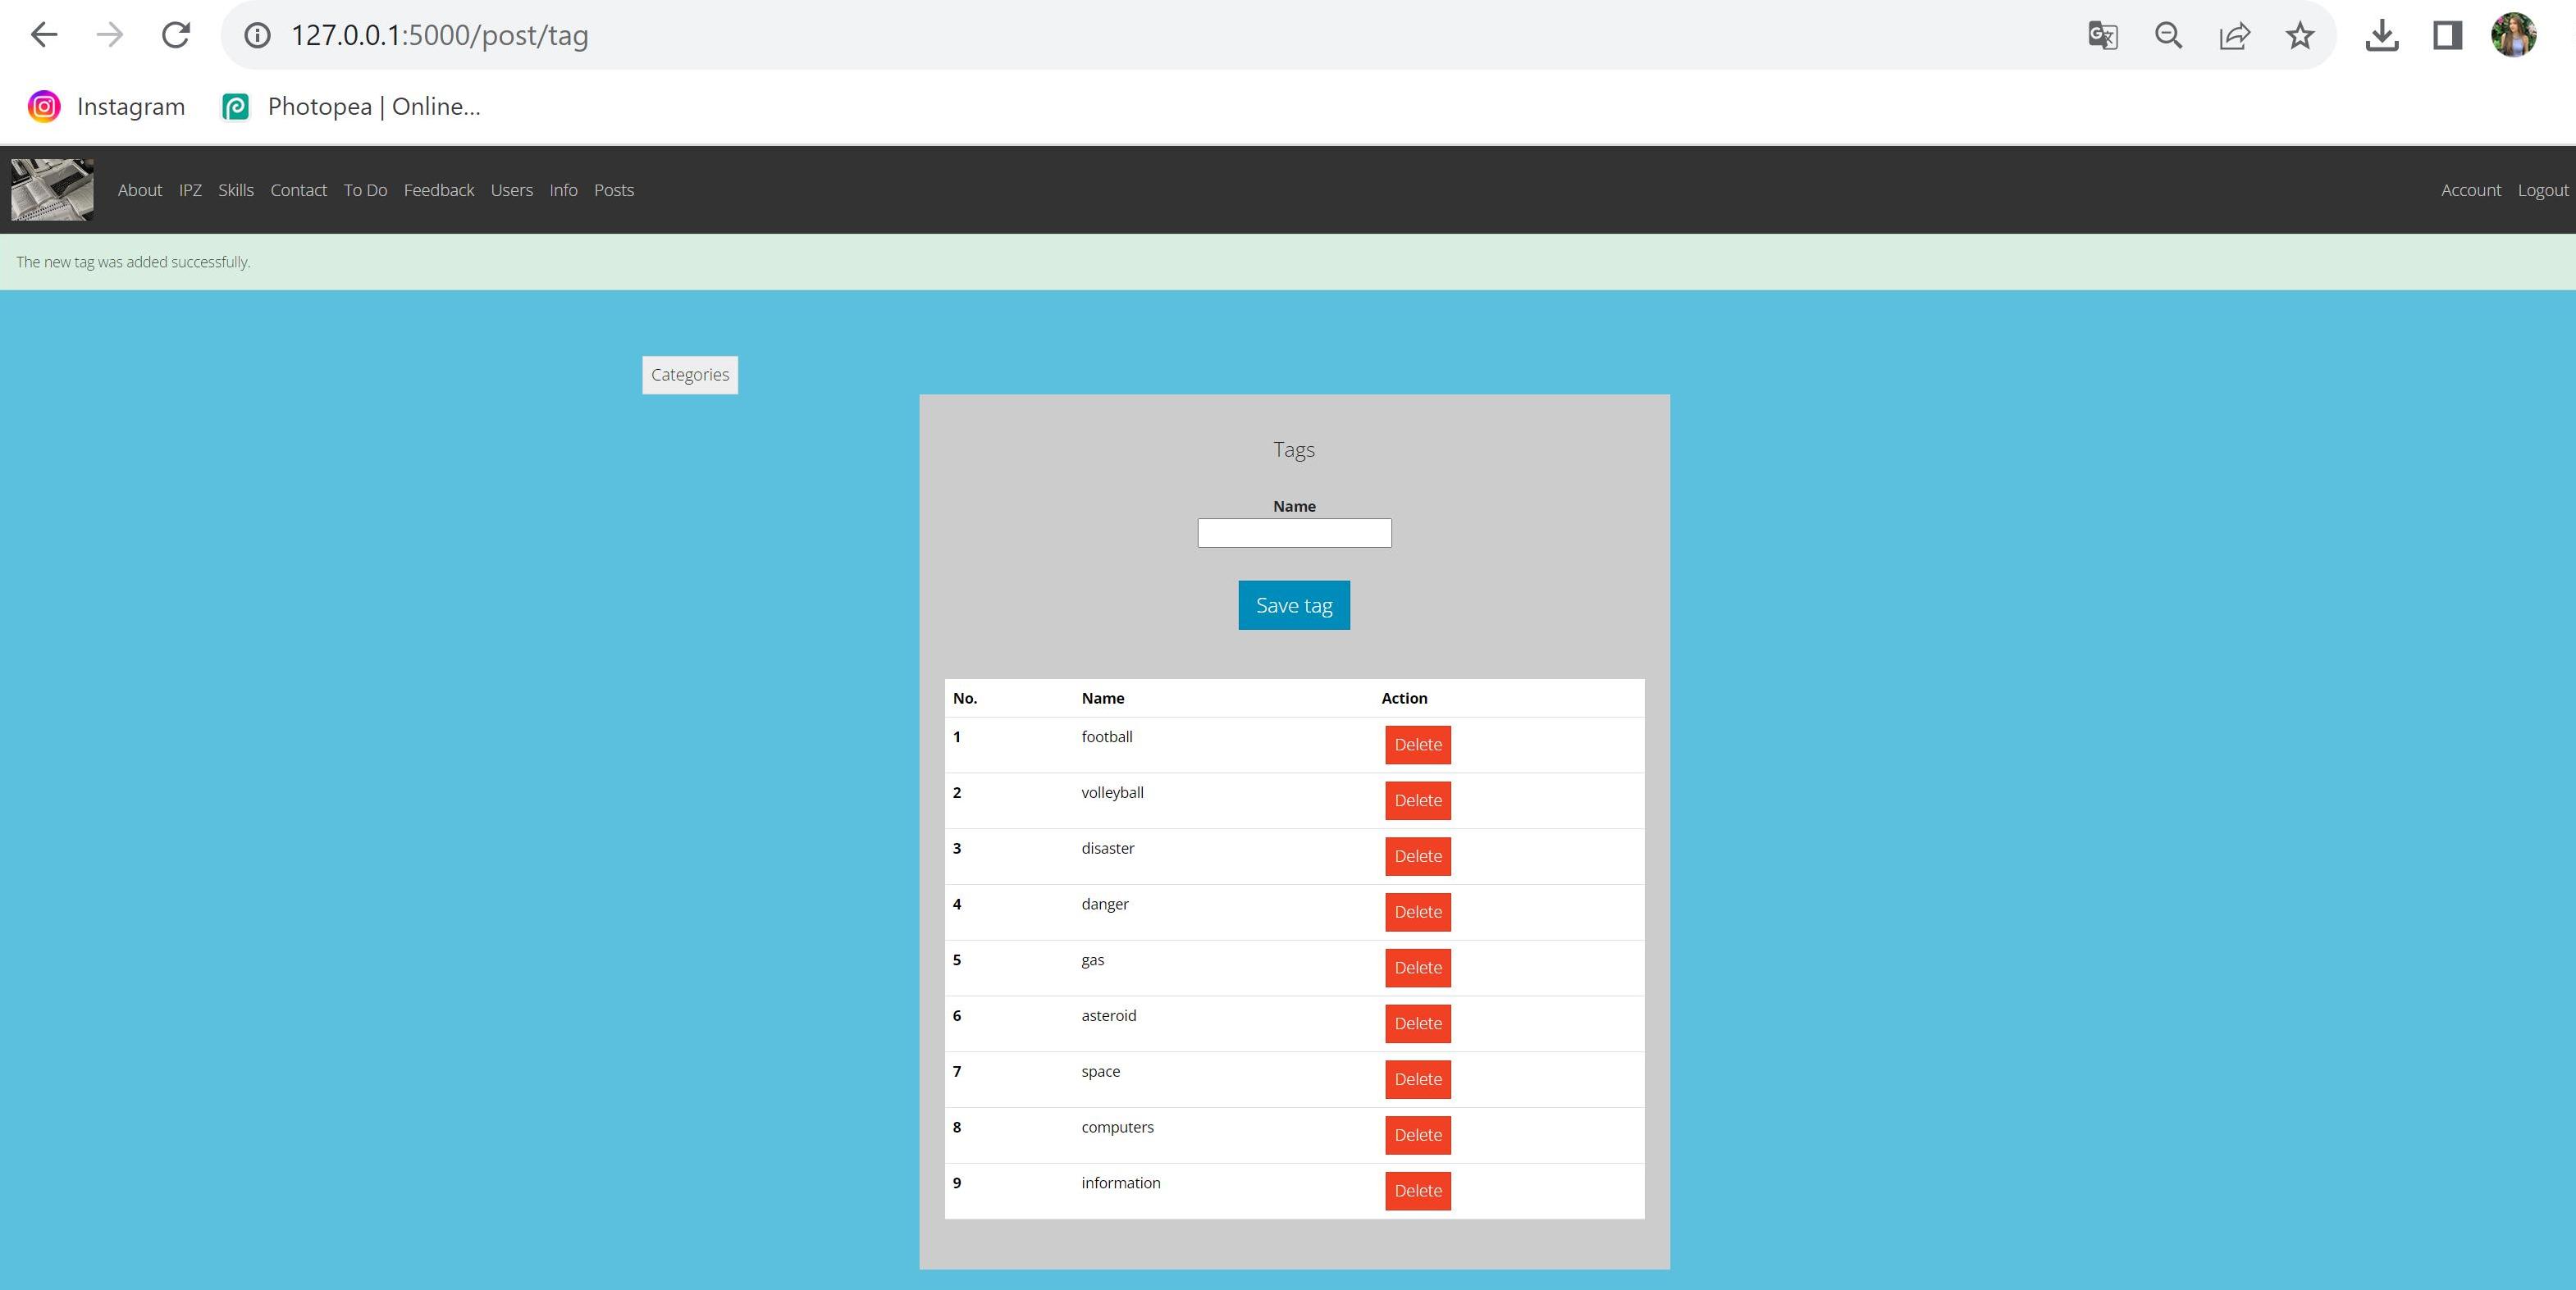 127.0.0.1:5000/post/tag
Instagram Photopea | Online...
About IPZ Skills Contact To Do Feedback Users Info Posts Account Logout
The new tag was added successfully.
Categories
Tags
Name
Save tag
No. Name Action
1 football Delete
2 volleyball Delete
3 disaster Delete
4 danger Delete
5 gas Delete
6 asteroid Delete
7 space Delete
8 computers Delete
9 information Delete